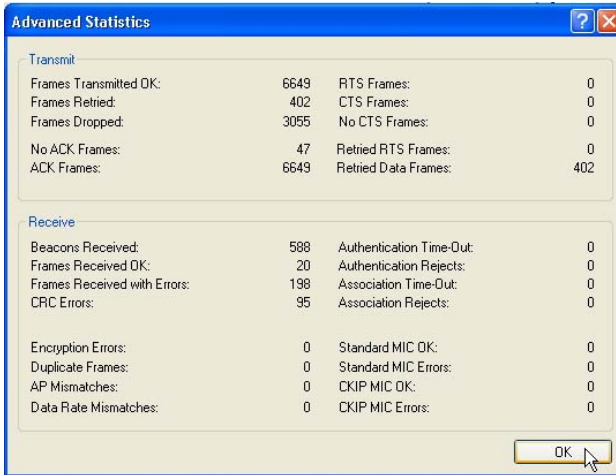 Advanced Statistics
Transmit
Frames Transmitted OK: 6649 RTS Frames: 0
Frames Retried: 402 CTS Frames: 0
Frames Dropped: 3055 No CTS Frames: 0
No ACK Frames: 47 Retried RTS Frames: 0
ACK Frames: 6649 Retried Data Frames: 402
Receive
Beacons Received: 588 Authentication Time-Out: 0
Frames Received OK: 20 Authentication Rejects: 0
Frames Received with Errors: 198 Association Time-Out: 0
CRC Errors: 95 Association Rejects: 0
Encryption Errors: 0 Standard MIC OK: 0
Duplicate Frames: 0 Standard MIC Errors: 0
AP Mismatches: 0 CKIP MIC OK: 0
Data Rate Mismatches: 0 CKIP MIC Errors: 0
OK